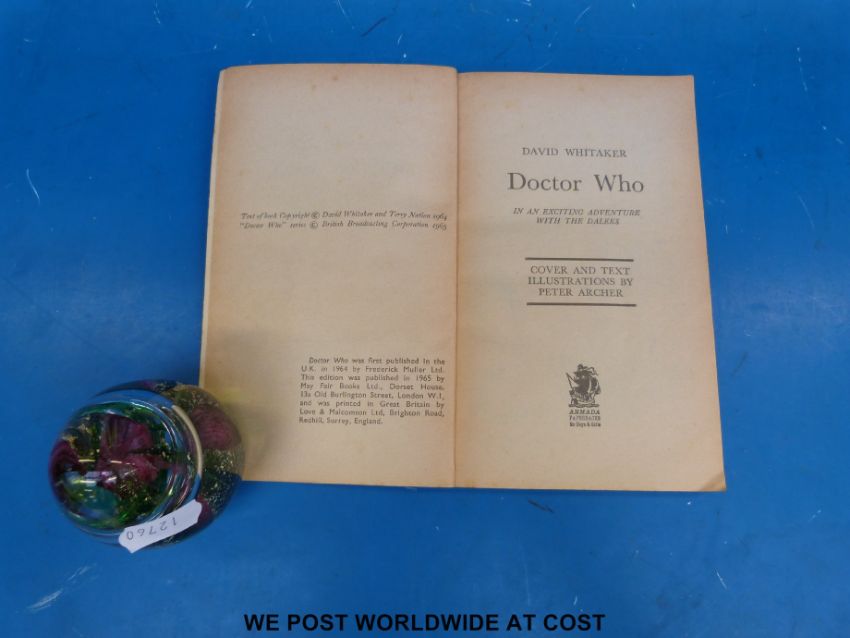 Text of book Copyright © David Whitaker and Terry Nation 1964
"Doctor Who" series © British Broadcasting Corporation 1965
Doctor Who was first published in the
U.K. in 1964 by Frederick Muller Ltd.
This edition was published in 1965 by
May Fair Books Ltd., Dorset House,
13a Old Burlington Street, London W.1,
and was printed in Great Britain by
Love & Malcomson Ltd, Brighton Road,
Redhill, Surrey, England.
DAVID WHITAKER
Doctor Who
IN AN EXCITING ADVENTURE
WITH THE DALEKS
COVER AND TEXT
ILLUSTRATIONS BY
PETER ARCHER
ARMADA
PAPERBACKS
for Boys & Girls
12760
WE POST WORLDWIDE AT COST